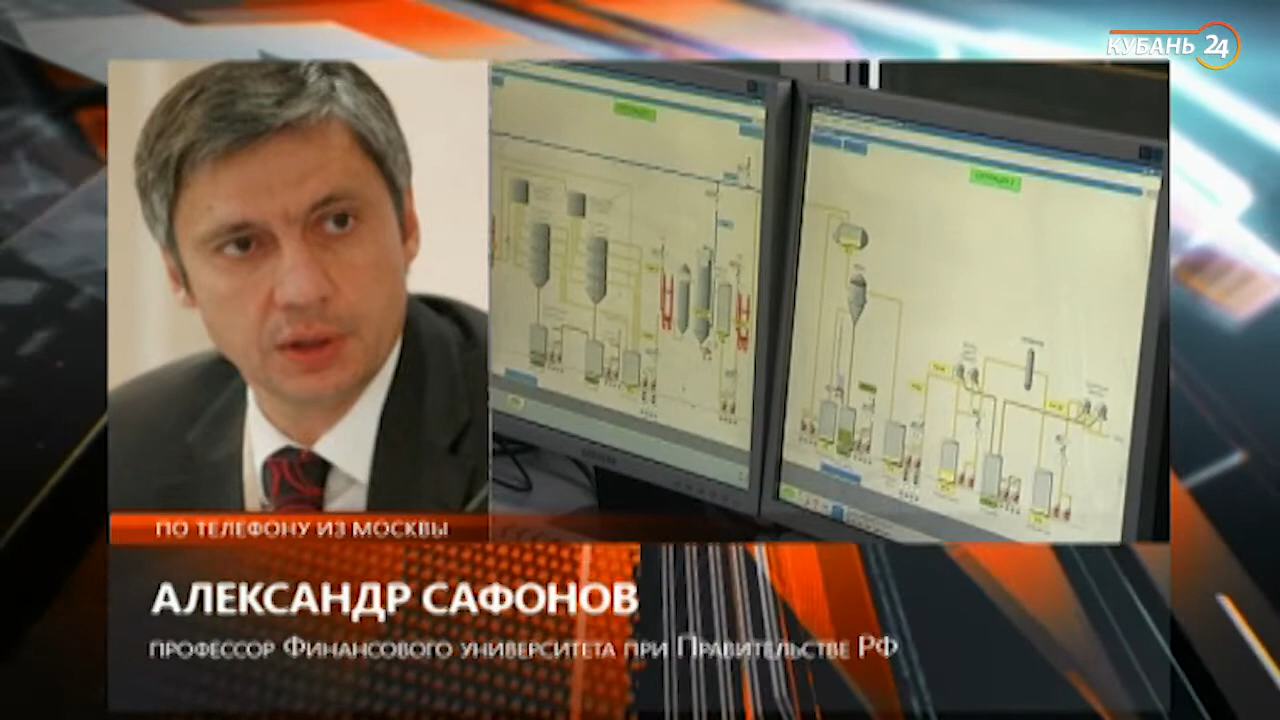 КУБАНЬ 24
ПО ТЕЛЕФОНУ ИЗ МОСКВЫ
АЛЕКСАНДР САФОНОВ
ПРОФЕССОР ФИНАНСОВОГО УНИВЕРСИТЕТА ПРИ ПРАВИТЕЛЬСТВЕ РФ